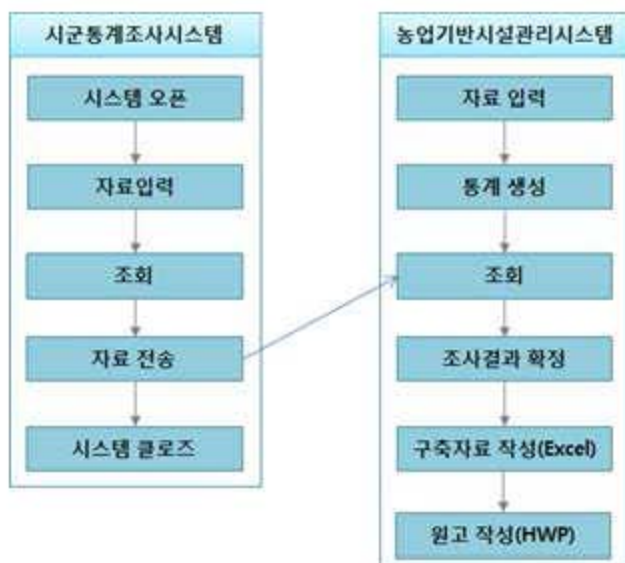 시군통계조사시스템
시스템 오픈
자료입력
조회
자료 전송
시스템 클로즈
농업기반시설관리시스템
자료 입력
통계 생성
조회
조사결과 확정
구축자료 작성(Excel)
원고 작성(HWP)